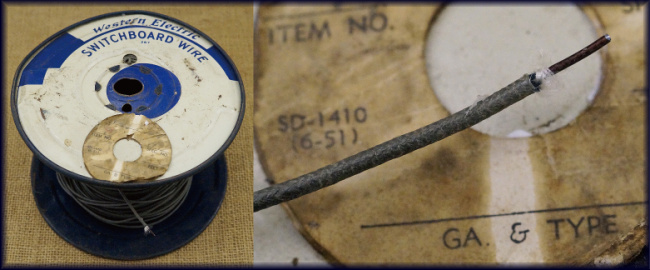 Western Electric
SWITCHBOARD WIRE
ITEM NO.
SD-1410
(6-51)
GA. & TYPE